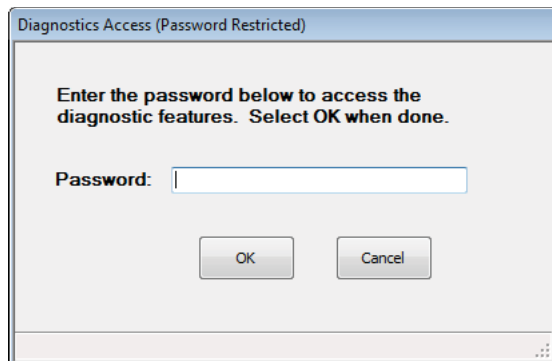 Diagnostics Access (Password Restricted)
Enter the password below to access the
diagnostic features.  Select OK when done.
Password:
OK
Cancel